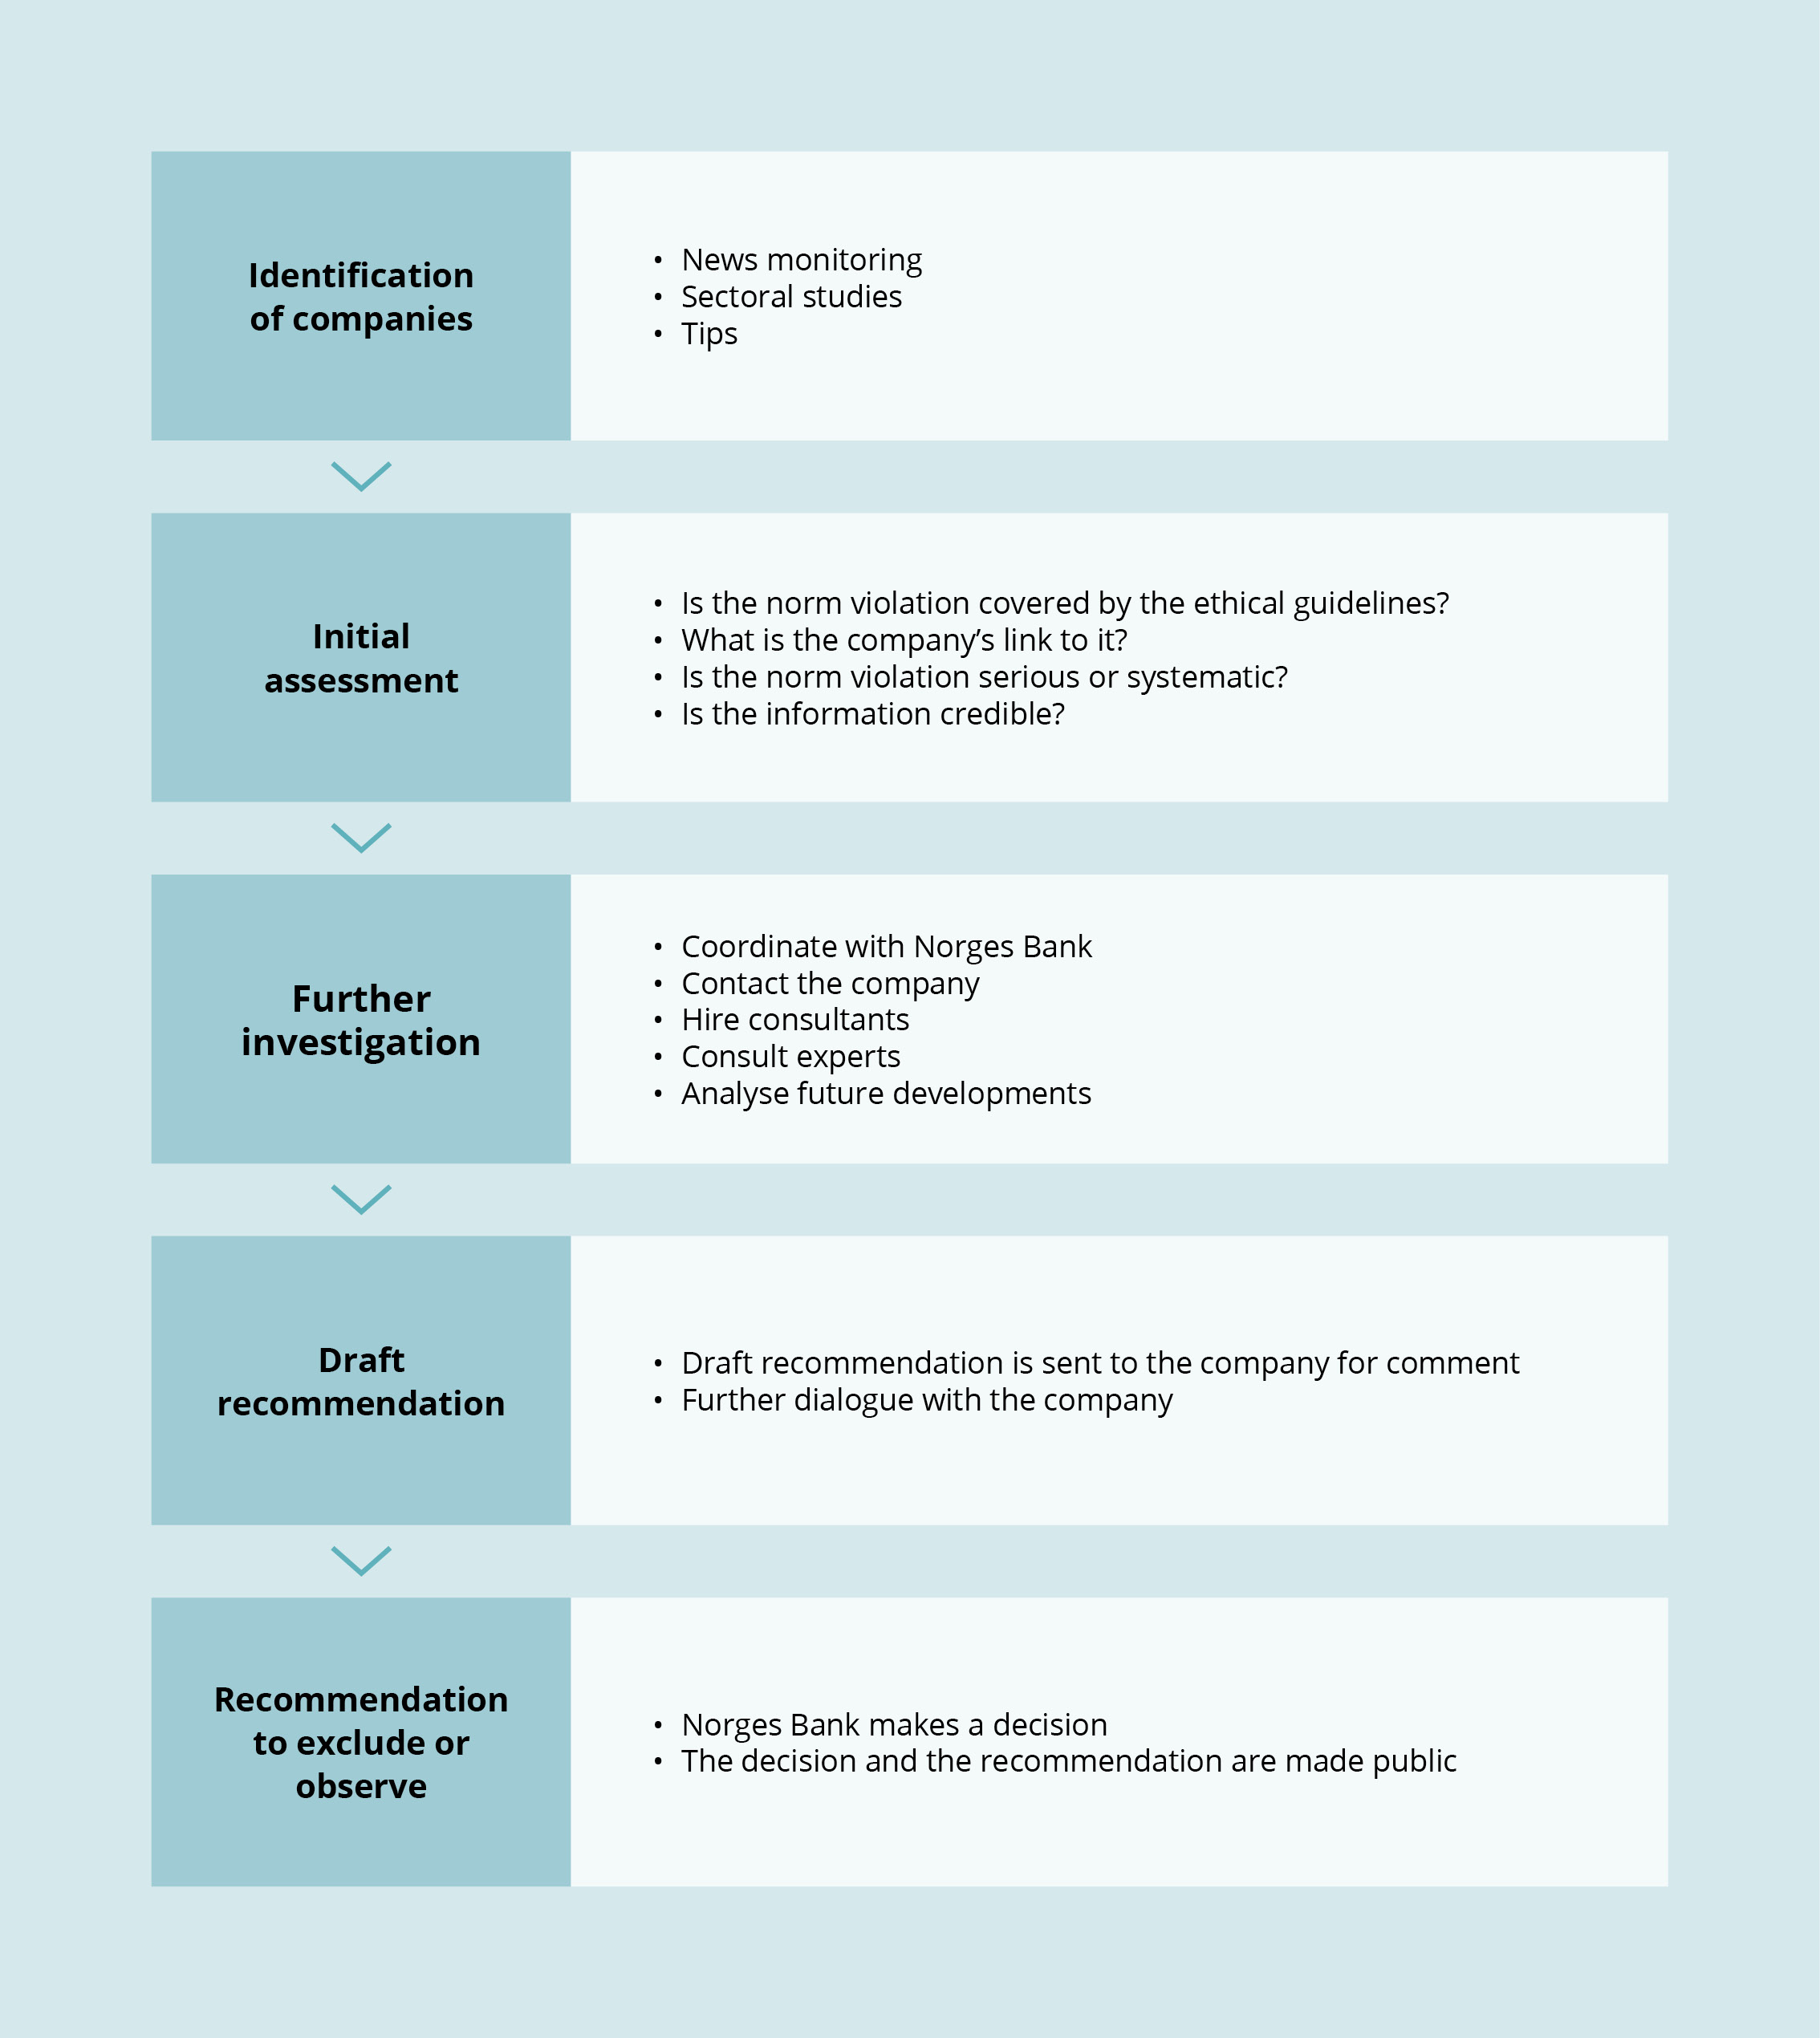 Identification
of companies
• News monitoring
• Sectoral studies
• Tips
Initial
assessment
• Is the norm violation covered by the ethical guidelines?
• What is the company’s link to it?
• Is the norm violation serious or systematic?
• Is the information credible?
Further
investigation
• Coordinate with Norges Bank
• Contact the company
• Hire consultants
• Consult experts
• Analyse future developments
Draft
recommendation
• Draft recommendation is sent to the company for comment
• Further dialogue with the company
Recommendation
to exclude or
observe
• Norges Bank makes a decision
• The decision and the recommendation are made public